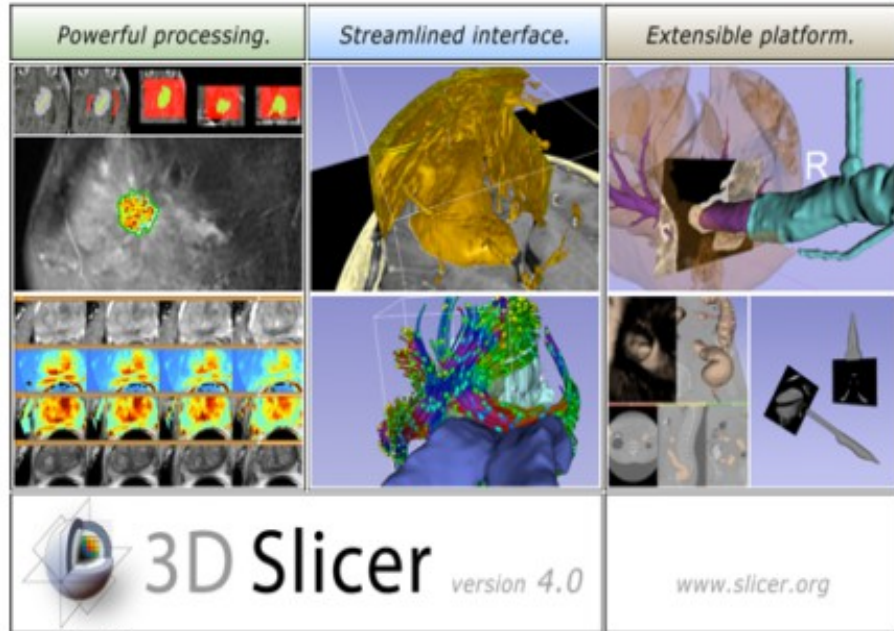 Powerful processing.
Streamlined interface.
Extensible platform.
R
3D Slicer version 4.0
www.slicer.org